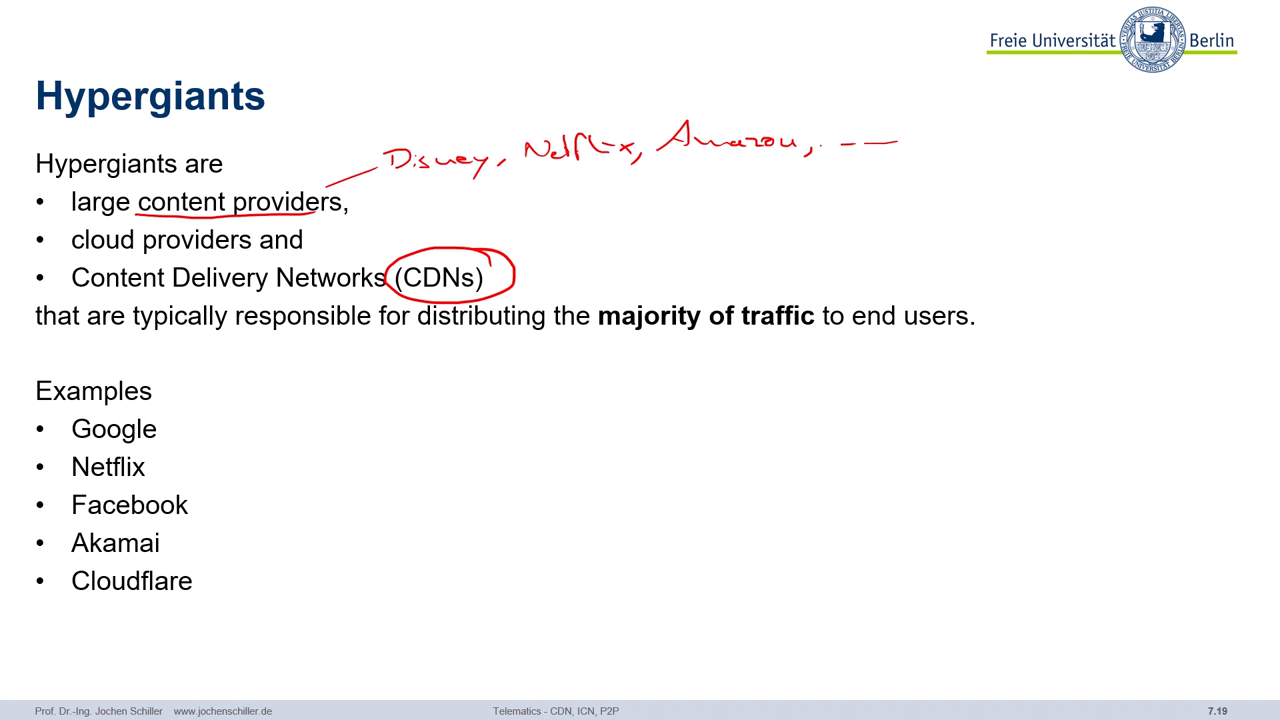 Freie Universität Berlin
Hypergiants
Disney, Netflix, Amazon, . — —
Hypergiants are
• large content providers,
• cloud providers and
• Content Delivery Networks (CDNs)
that are typically responsible for distributing the majority of traffic to end users.
Examples
• Google
• Netflix
• Facebook
• Akamai
• Cloudflare
Prof. Dr.-Ing. Jochen Schiller www.jochenschiller.de Telematics - CDN, ICN, P2P 7.19